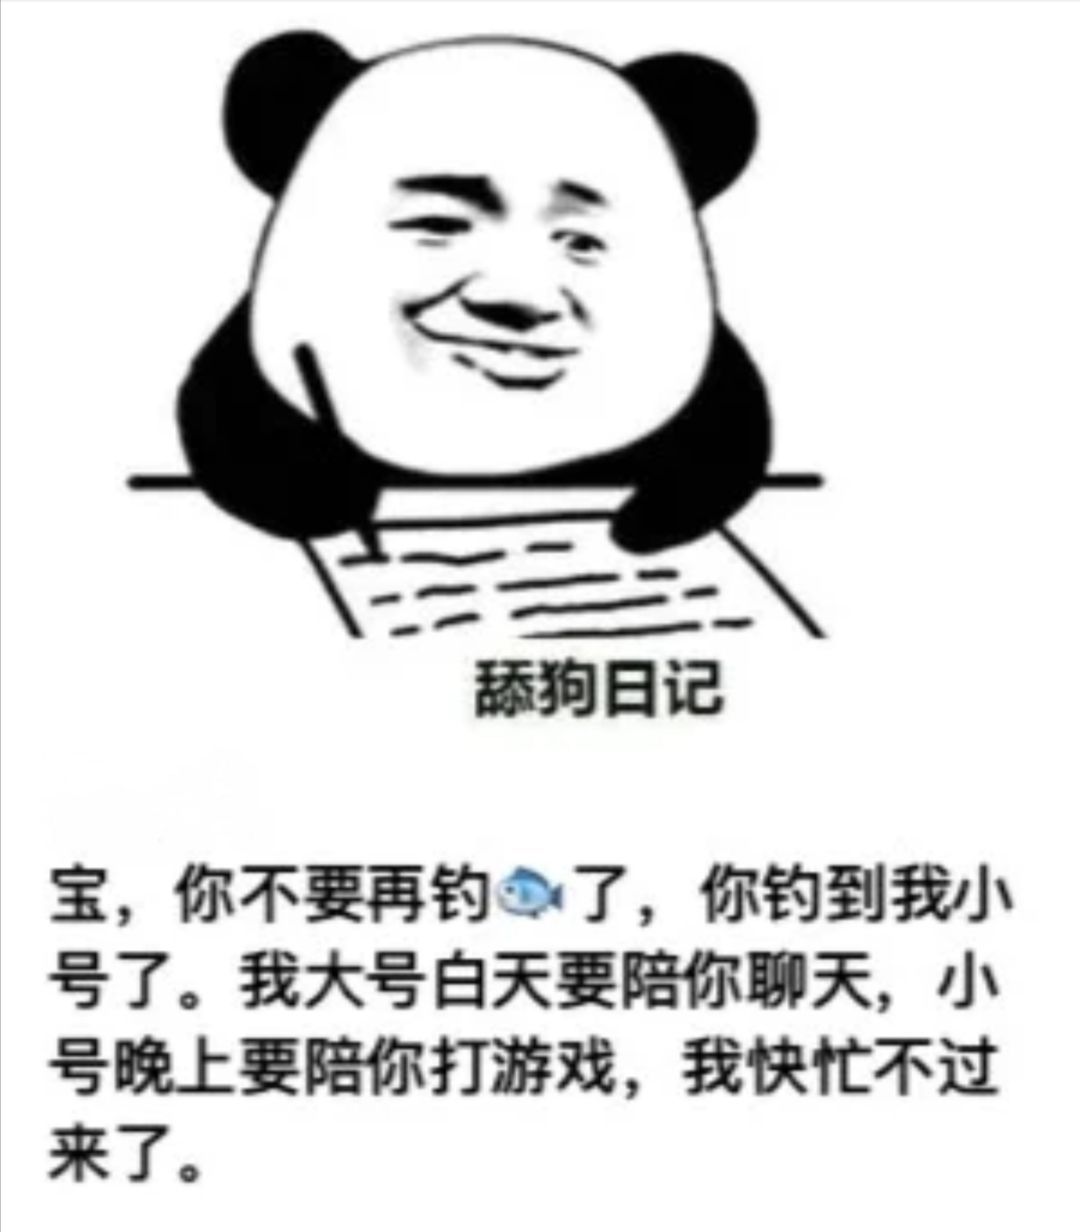 舔狗日记
宝，你不要再钓🐟了，你钓到我小
号了。我大号白天要陪你聊天，小
号晚上要陪你打游戏，我快忙不过
来了。